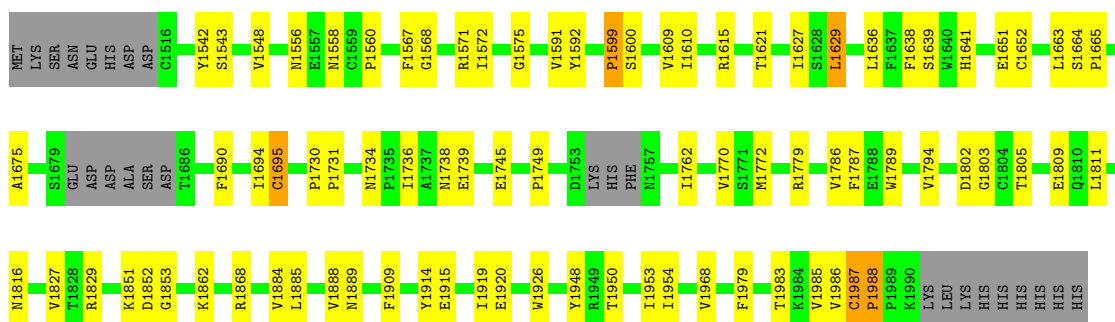 MET LYS SER ASN GLU HIS ASP ASP C1516 Y1542 S1543 V1548 N1556 E1557 N1558 C1559 P1560 F1567 G1568 R1571 I1572 G1575 V1591 Y1592 P1599 S1600 V1609 I1610 R1615 T1621 I1627 S1628 L1629 L1636 F1637 F1638 S1639 W1640 H1641 E1651 C1652 L1663 S1664 P1665
A1675 S1679 GLU ASP ASP ALA SER ASP T1686 F1690 I1694 C1695 P1730 P1731 N1734 P1735 I1736 A1737 N1738 E1739 E1745 P1749 D1753 LYS HIS PHE N1757 I1762 V1770 S1771 M1772 R1779 V1786 F1787 E1788 W1789 V1794 D1802 G1803 C1804 T1805 E1809 Q1810 L1811
N1816 V1827 T1828 R1829 K1851 D1852 G1853 K1862 R1868 V1884 L1885 V1888 N1889 F1909 Y1914 E1915 I1919 E1920 W1926 Y1948 R1949 T1950 I1953 I1954 V1968 F1979 T1983 K1984 V1985 V1986 C1987 P1988 P1989 K1990 LYS LEU LYS HIS HIS HIS HIS HIS HIS